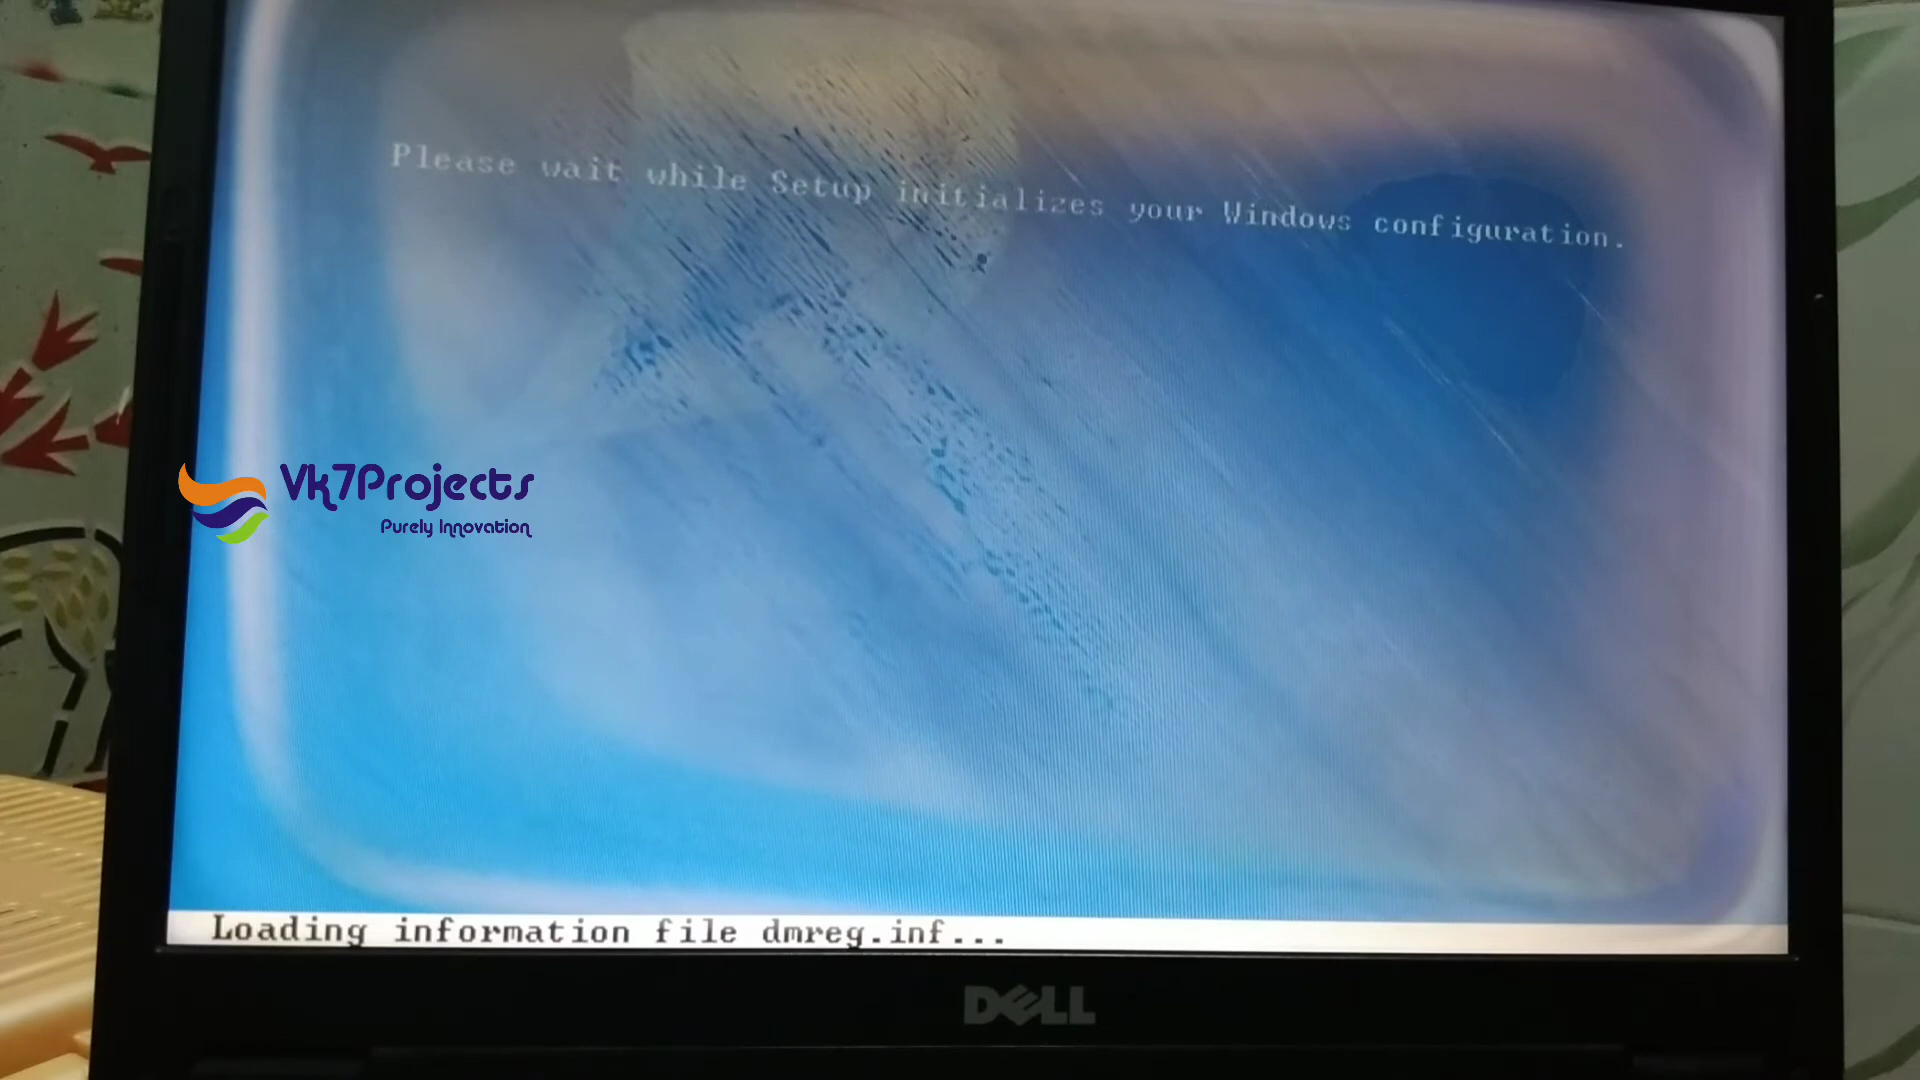 Please wait while Setup initializes your Windows configuration.
Vk7Projects
Purely Innovation
Loading information file dmreg.inf...
DELL